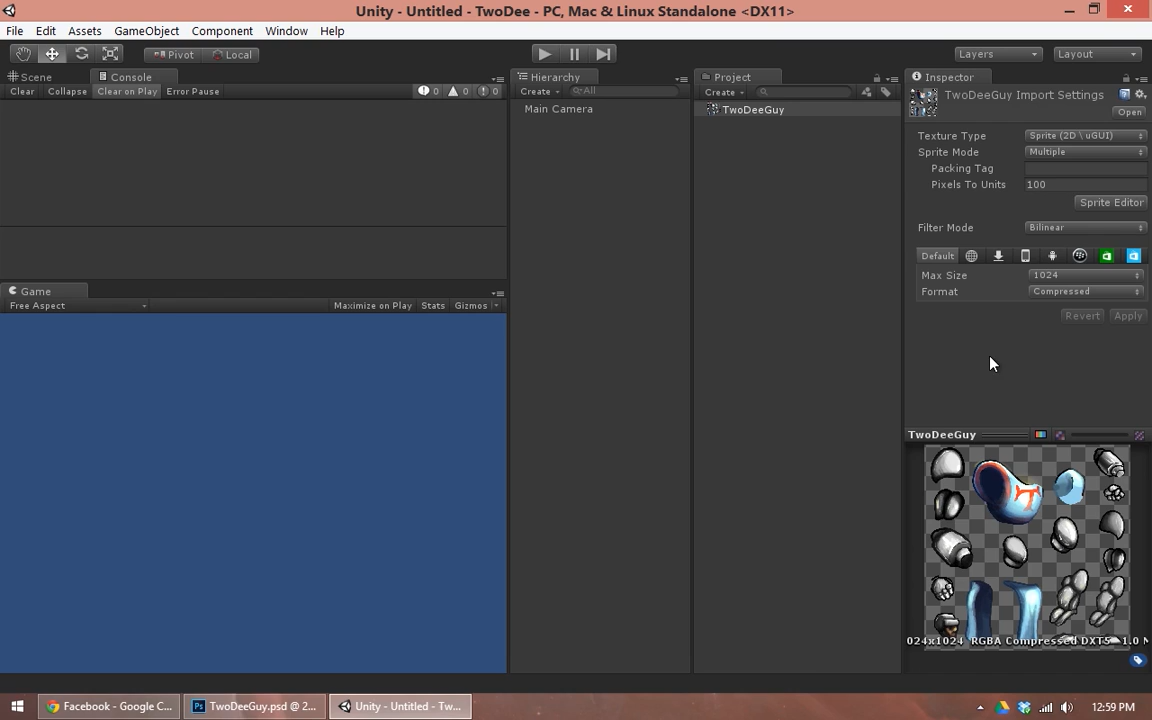 Unity - Untitled - TwoDee - PC, Mac & Linux Standalone <DX11>
File Edit Assets GameObject Component Window Help
Pivot Local Layers Layout
Scene Console Hierarchy Project Inspector
Clear Collapse Clear on Play Error Pause 0 0 0
Create All
Main Camera
Create
TwoDeeGuy
TwoDeeGuy Import Settings
Open
Texture Type Sprite (2D \ uGUI)
Sprite Mode Multiple
Packing Tag
Pixels To Units 100
Sprite Editor
Filter Mode Bilinear
Default
Max Size 1024
Format Compressed
Revert Apply
Game
Free Aspect Maximize on Play Stats Gizmos
TwoDeeGuy
024x1024 RGBA Compressed DXT5 1.0 M
Facebook - Google C... TwoDeeGuy.psd @ 2... Unity - Untitled - Tw... 12:59 PM